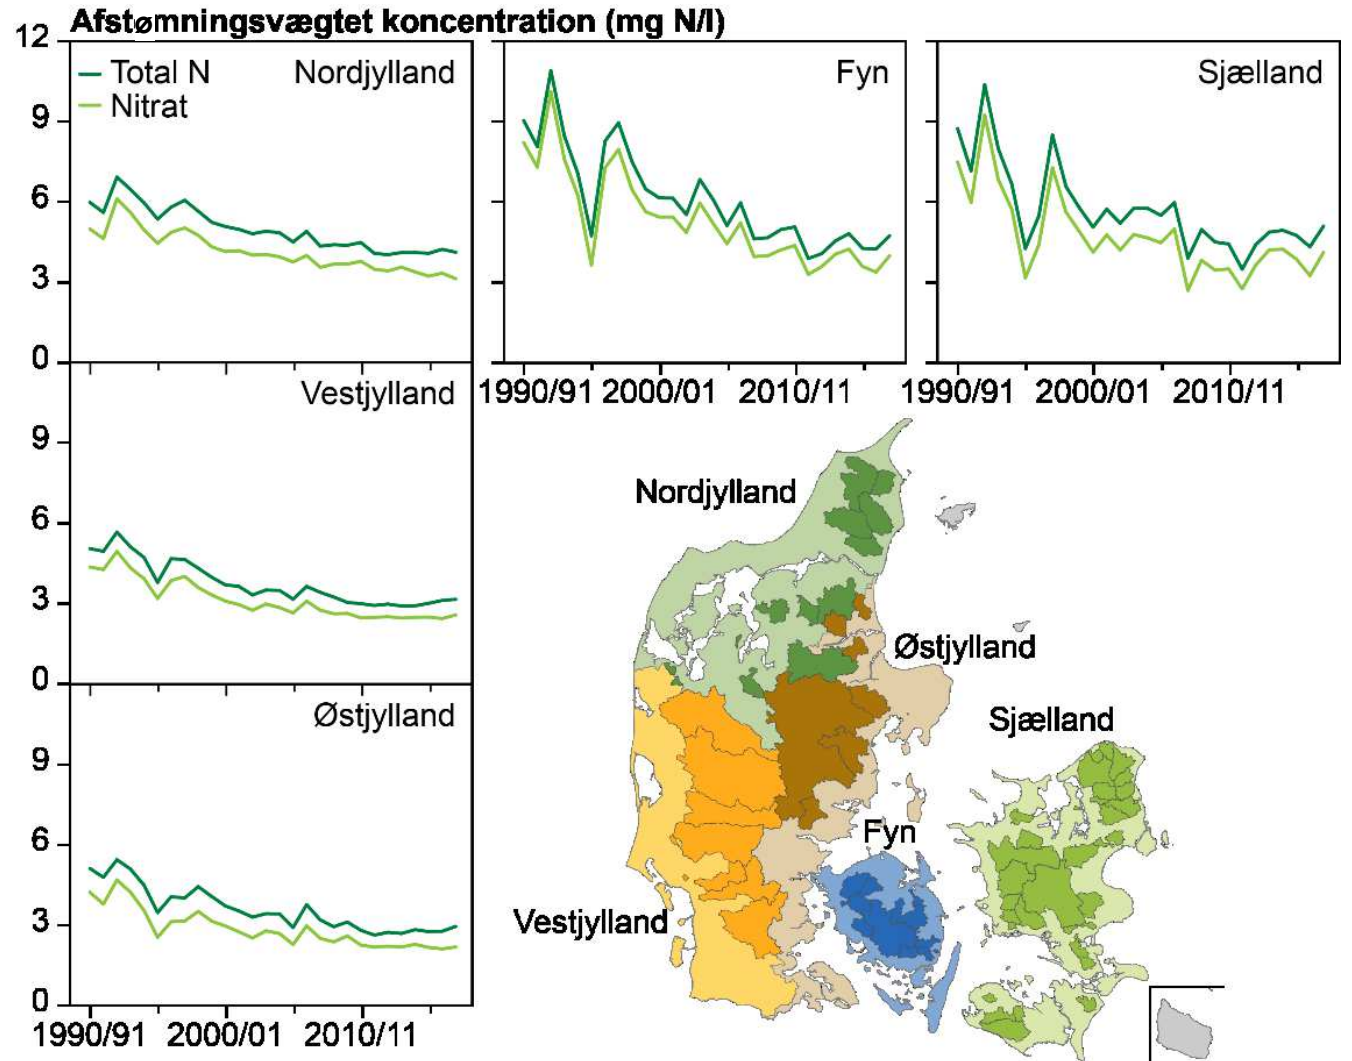 Afstømningsvægtet koncentration (mg N/l)
12
9
6
3
0
Total N
Nitrat
Nordjylland
Fyn
Sjælland
1990/91 2000/01 2010/11
1990/91 2000/01 2010/11
Vestjylland
9
6
3
0
Østjylland
9
6
3
0
1990/91 2000/01 2010/11
Nordjylland
Østjylland
Sjælland
Fyn
Vestjylland